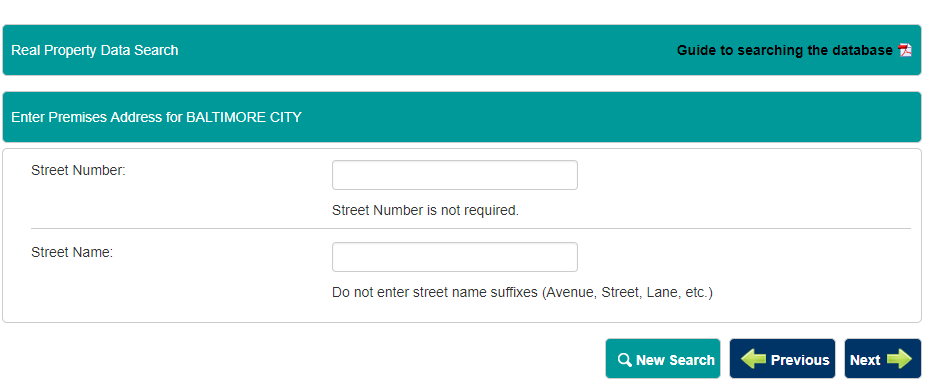 Real Property Data Search
Guide to searching the database
Enter Premises Address for BALTIMORE CITY
Street Number:
Street Number is not required.
Street Name:
Do not enter street name suffixes (Avenue, Street, Lane, etc.)
New Search
Previous
Next